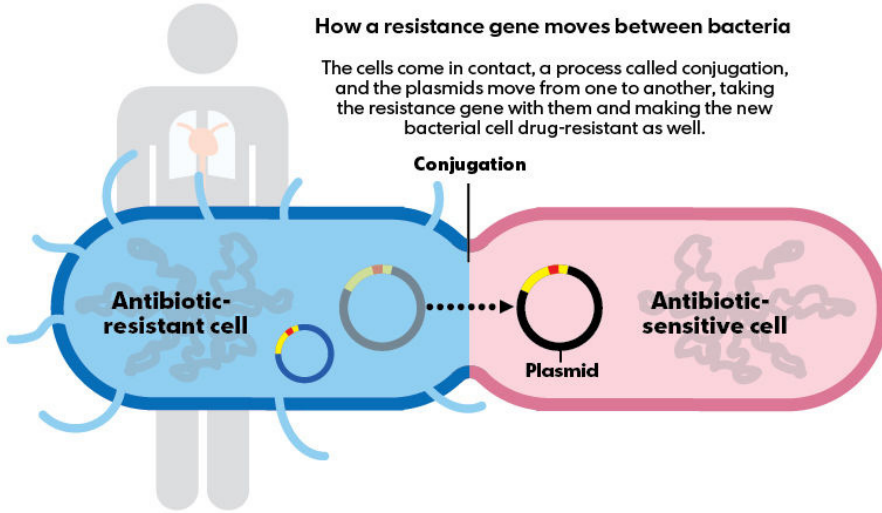 How a resistance gene moves between bacteria
The cells come in contact, a process called conjugation,
and the plasmids move from one to another, taking
the resistance gene with them and making the new
bacterial cell drug-resistant as well.
Conjugation
Antibiotic-
resistant cell
Antibiotic-
sensitive cell
Plasmid